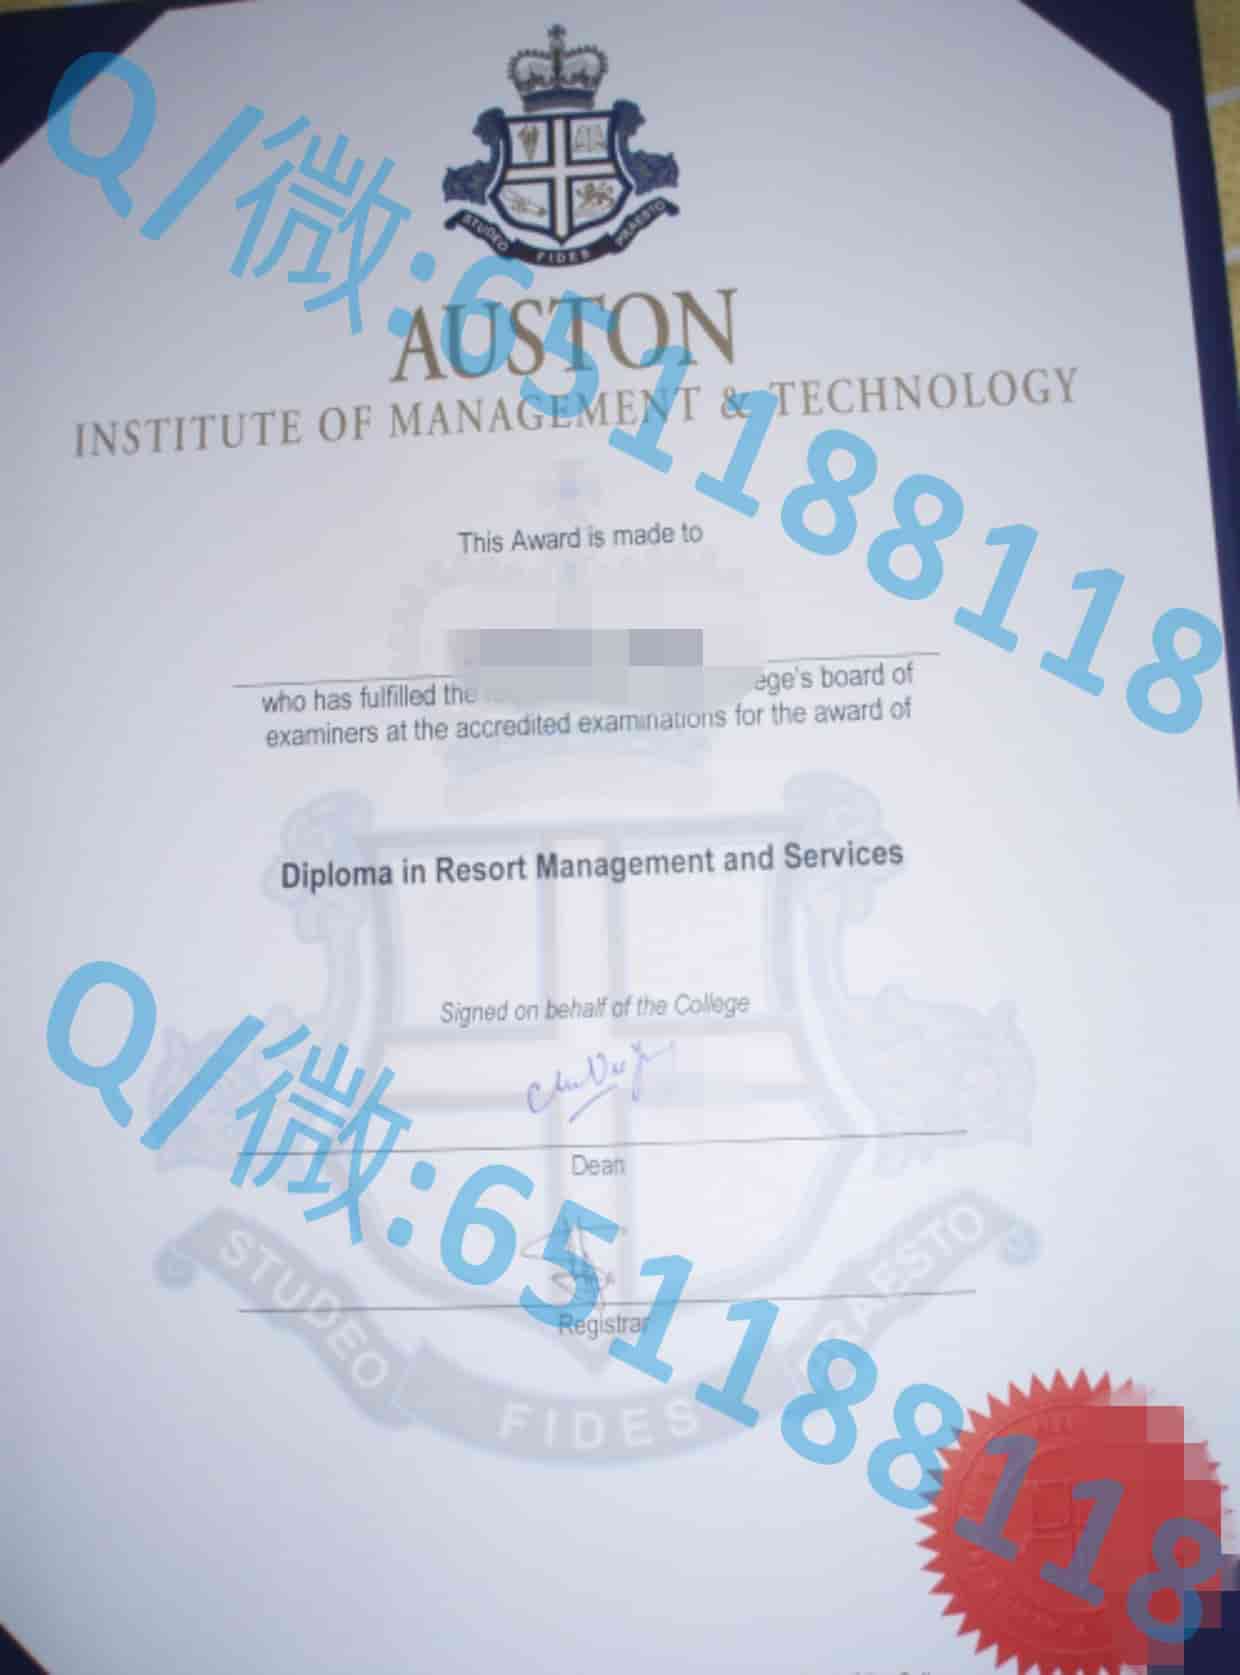 STUDEO FIDES PRAESTO
AUSTON
INSTITUTE OF MANAGEMENT & TECHNOLOGY
Q/微:651188118
This Award is made to
who has fulfilled the ege's board of
examiners at the accredited examinations for the award of
Diploma in Resort Management and Services
Signed on behalf of the College
Dean
Registrar
Q/微:651188118
STUDEO FIDES PRAESTO